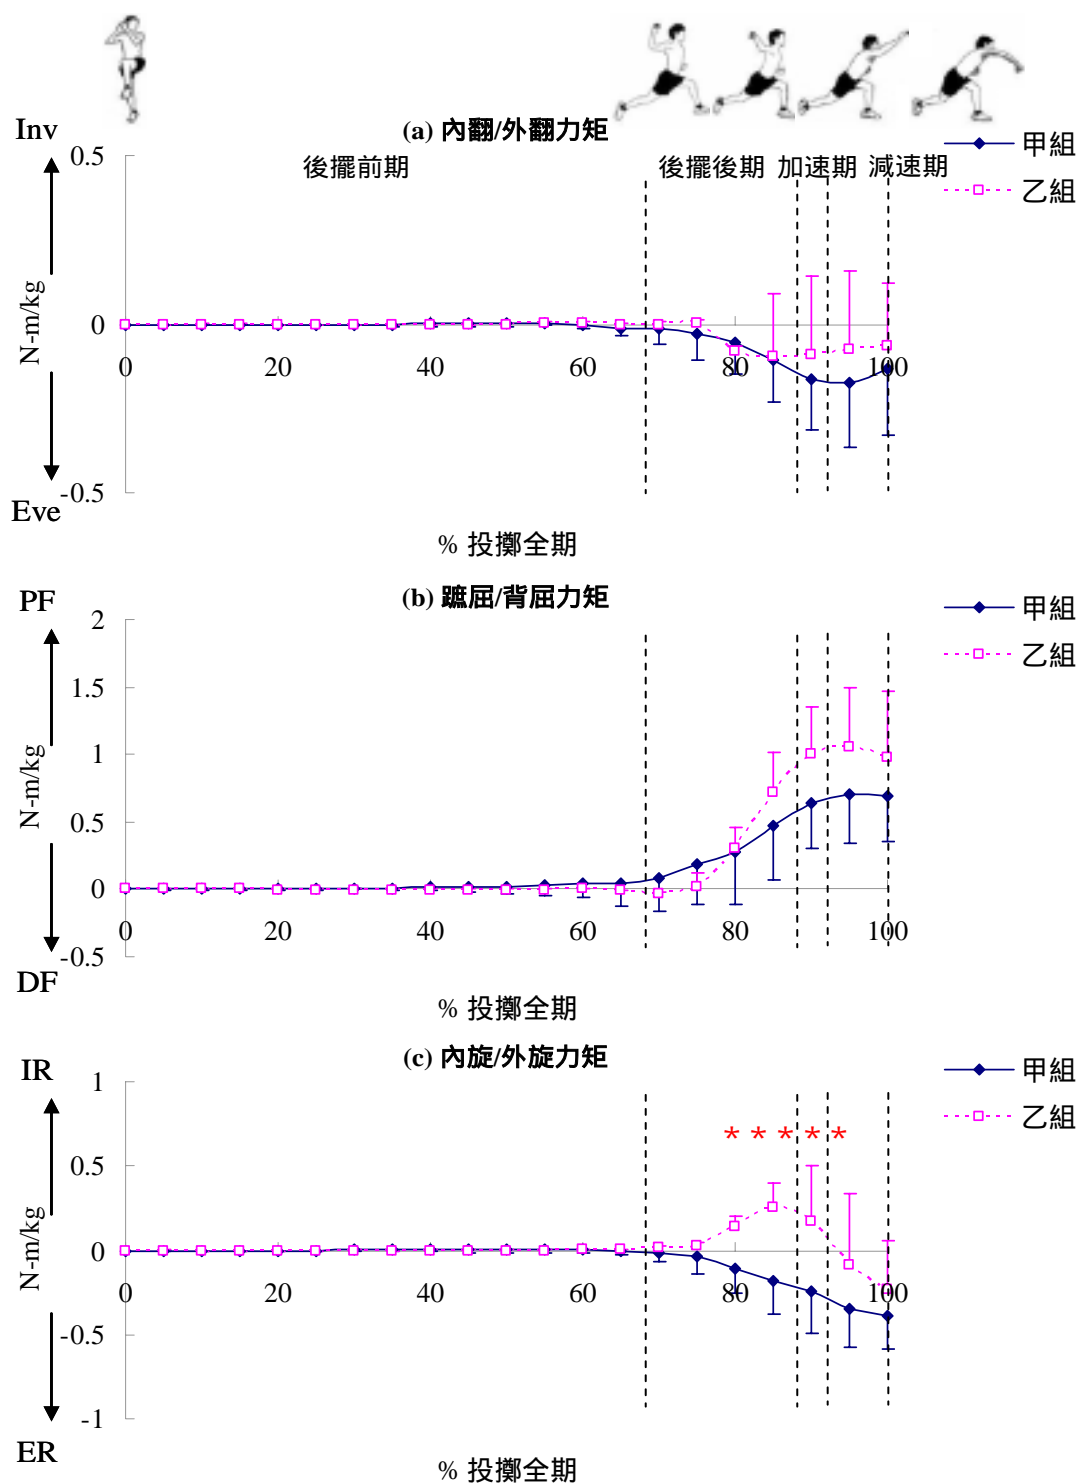 Inv
(a) 內翻/外翻力矩
甲組
乙組
0.5
後擺前期 後擺後期 加速期 減速期
N-m/kg
0
0 20 40 60 80 100
-0.5
Eve
% 投擲全期
PF
(b) 蹠屈/背屈力矩
甲組
乙組
2
1.5
1
N-m/kg
0.5
0
0 20 40 60 80 100
-0.5
DF
% 投擲全期
IR
(c) 內旋/外旋力矩
甲組
乙組
1
* * * * *
0.5
N-m/kg
0
0 20 40 60 80 100
-0.5
-1
ER
% 投擲全期